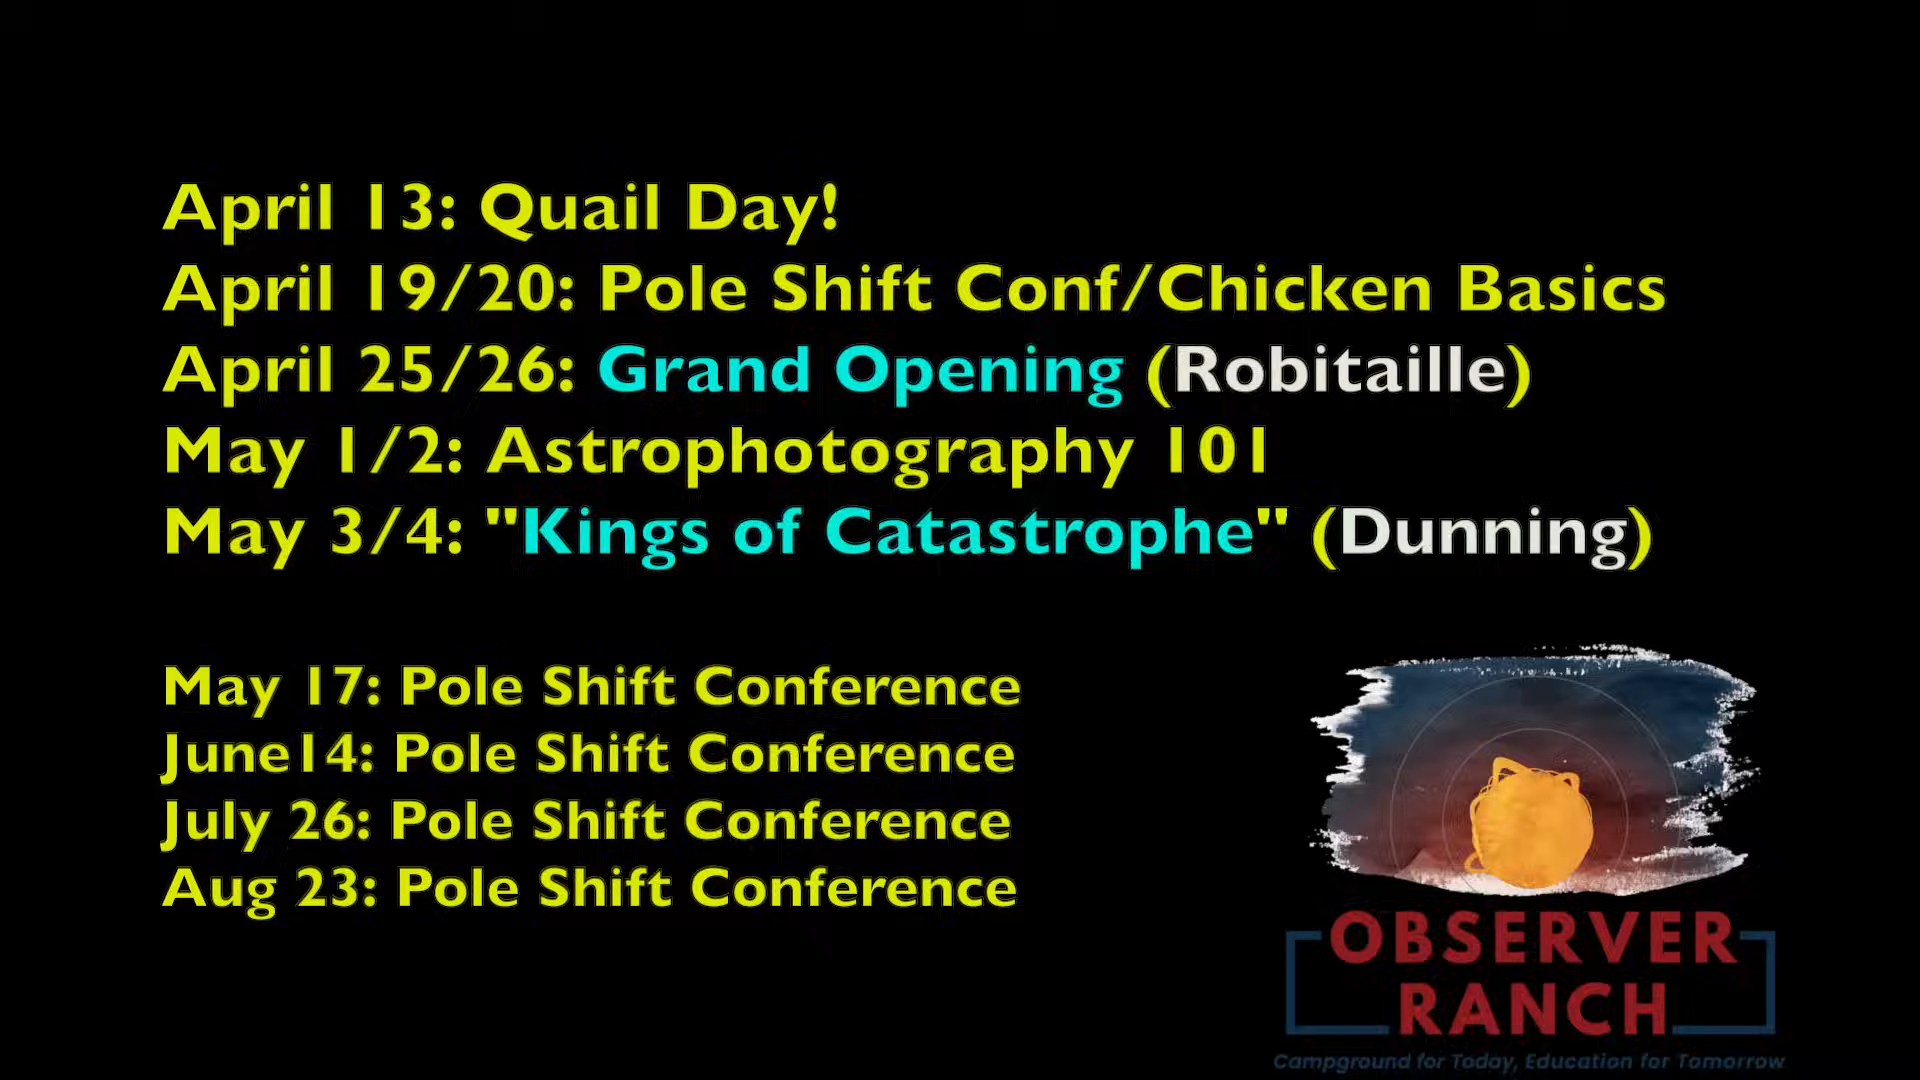 April 13: Quail Day!
April 19/20: Pole Shift Conf/Chicken Basics
April 25/26: Grand Opening (Robitaille)
May 1/2: Astrophotography 101
May 3/4: "Kings of Catastrophe" (Dunning)
May 17: Pole Shift Conference
June14: Pole Shift Conference
July 26: Pole Shift Conference
Aug 23: Pole Shift Conference
OBSERVER
RANCH
Campground for Today, Education for Tomorrow